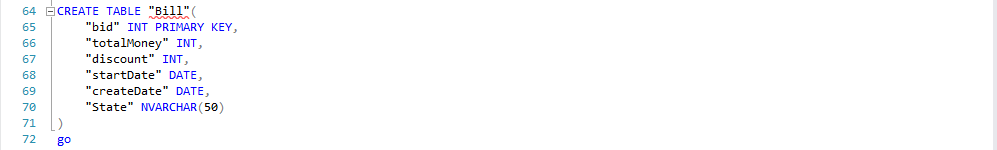 64 CREATE TABLE "Bill"(
65 "bid" INT PRIMARY KEY,
66 "totalMoney" INT,
67 "discount" INT,
68 "startDate" DATE,
69 "createDate" DATE,
70 "State" NVARCHAR(50)
71 )
72 go